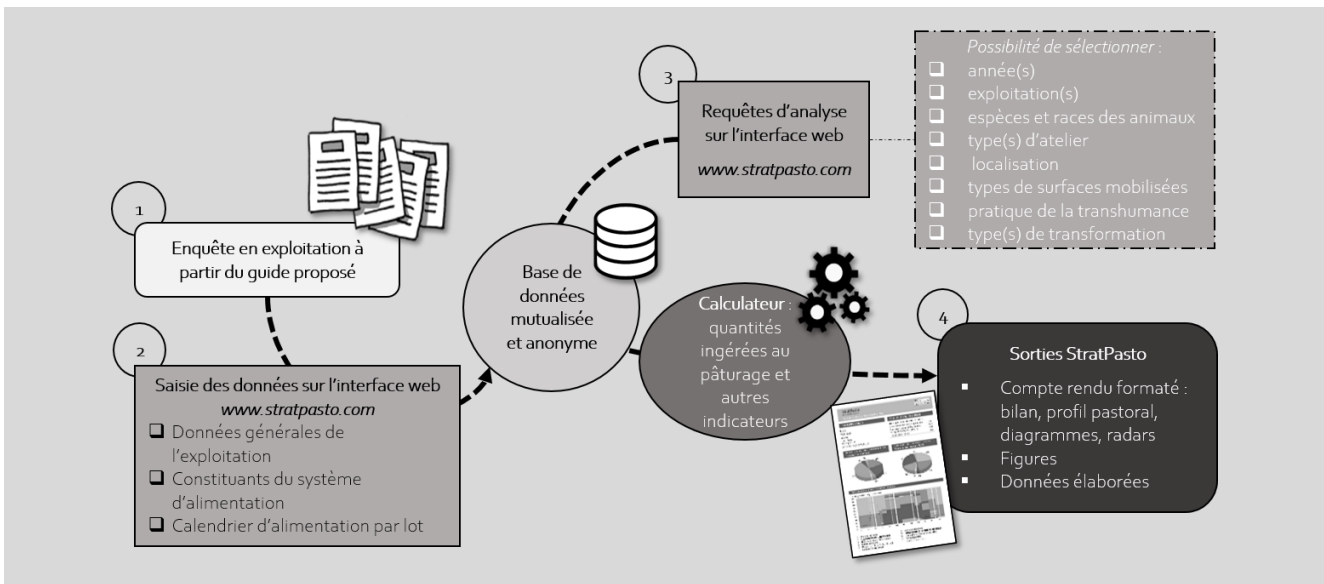 1
Enquête en exploitation à
partir du guide proposé
2
Saisie des données sur l'interface web
www.stratpasto.com
❑ Données générales de
l'exploitation
❑ Constituants du système
d'alimentation
❑ Calendrier d'alimentation par lot
Base de
données
mutualisée
et anonyme
3
Requêtes d'analyse
sur l'interface web
www.stratpasto.com
Possibilité de sélectionner :
❑ année(s)
❑ exploitation(s)
❑ espèces et races des animaux
❑ type(s) d'atelier
❑ localisation
❑ types de surfaces mobilisées
❑ pratique de la transhumance
❑ type(s) de transformation
Calculateur :
quantités
ingérées au
pâturage et
autres
indicateurs
4
Sorties StratPasto
▪ Compte rendu formaté :
bilan, profil pastoral,
diagrammes, radars
▪ Figures
▪ Données élaborées